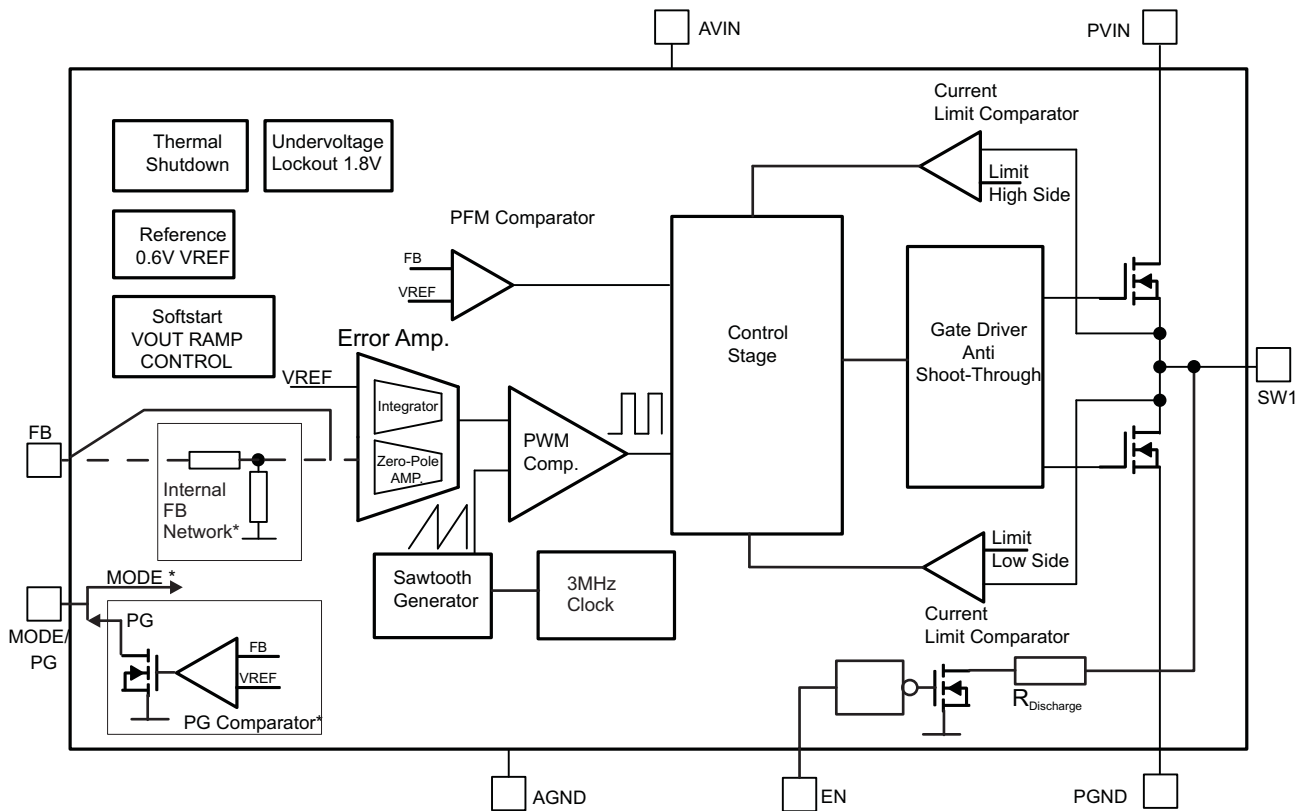 AVIN
PVIN
Current
Limit Comparator
Thermal
Shutdown
Undervoltage
Lockout 1.8V
Limit
High Side
PFM Comparator
Reference
0.6V VREF
FB
VREF
Softstart
VOUT RAMP
CONTROL
Error Amp.
Control
Stage
Gate Driver
Anti
Shoot-Through
VREF
Integrator
SW1
FB
PWM
Comp.
Zero-Pole
AMP.
Internal
FB
Network*
Limit
Low Side
MODE *
Sawtooth
Generator
3MHz
Clock
Current
Limit Comparator
PG
MODE/
PG
FB
VREF
PG Comparator*
RDischarge
AGND
EN
PGND